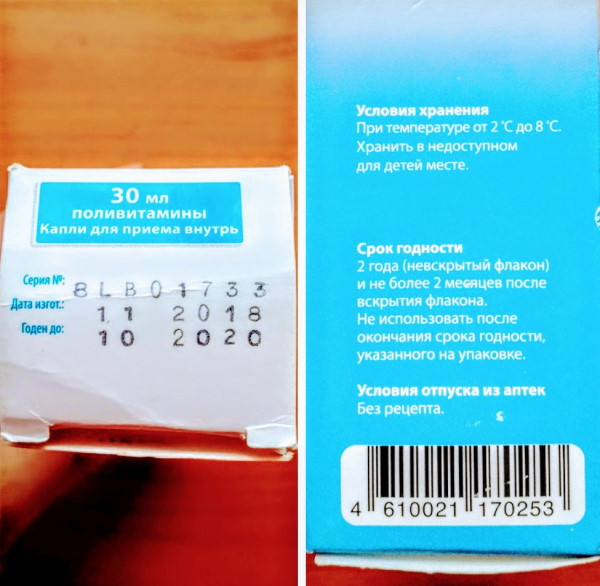 30 мл
поливитамины
Капли для приема внутрь
Серия №: 8LB01733
Дата изгот.: 11 2018
Годен до: 10 2020
Условия хранения
При температуре от 2 °С до 8 °С.
Хранить в недоступном
для детей месте.
Срок годности
2 года (невскрытый флакон)
и не более 2 месяцев после
вскрытия флакона.
Не использовать после
окончания срока годности,
указанного на упаковке.
Условия отпуска из аптек
Без рецепта.
4 610021 170253